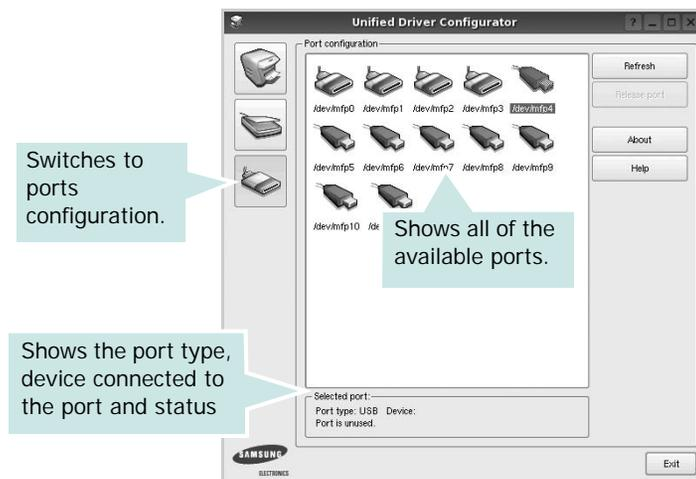 Unified Driver Configurator
Port configuration
/dev/mfp0 /dev/mfp1 /dev/mfp2 /dev/mfp3 /dev/mfp4
/dev/mfp5 /dev/mfp6 /dev/mfp7 /dev/mfp8 /dev/mfp9
/dev/mfp10 /de
Refresh
Release port
About
Help
Switches to
ports
configuration.
Shows all of the
available ports.
Shows the port type,
device connected to
the port and status
Selected port:
Port type: USB Device:
Port is unused.
SAMSUNG
ELECTRONICS
Exit